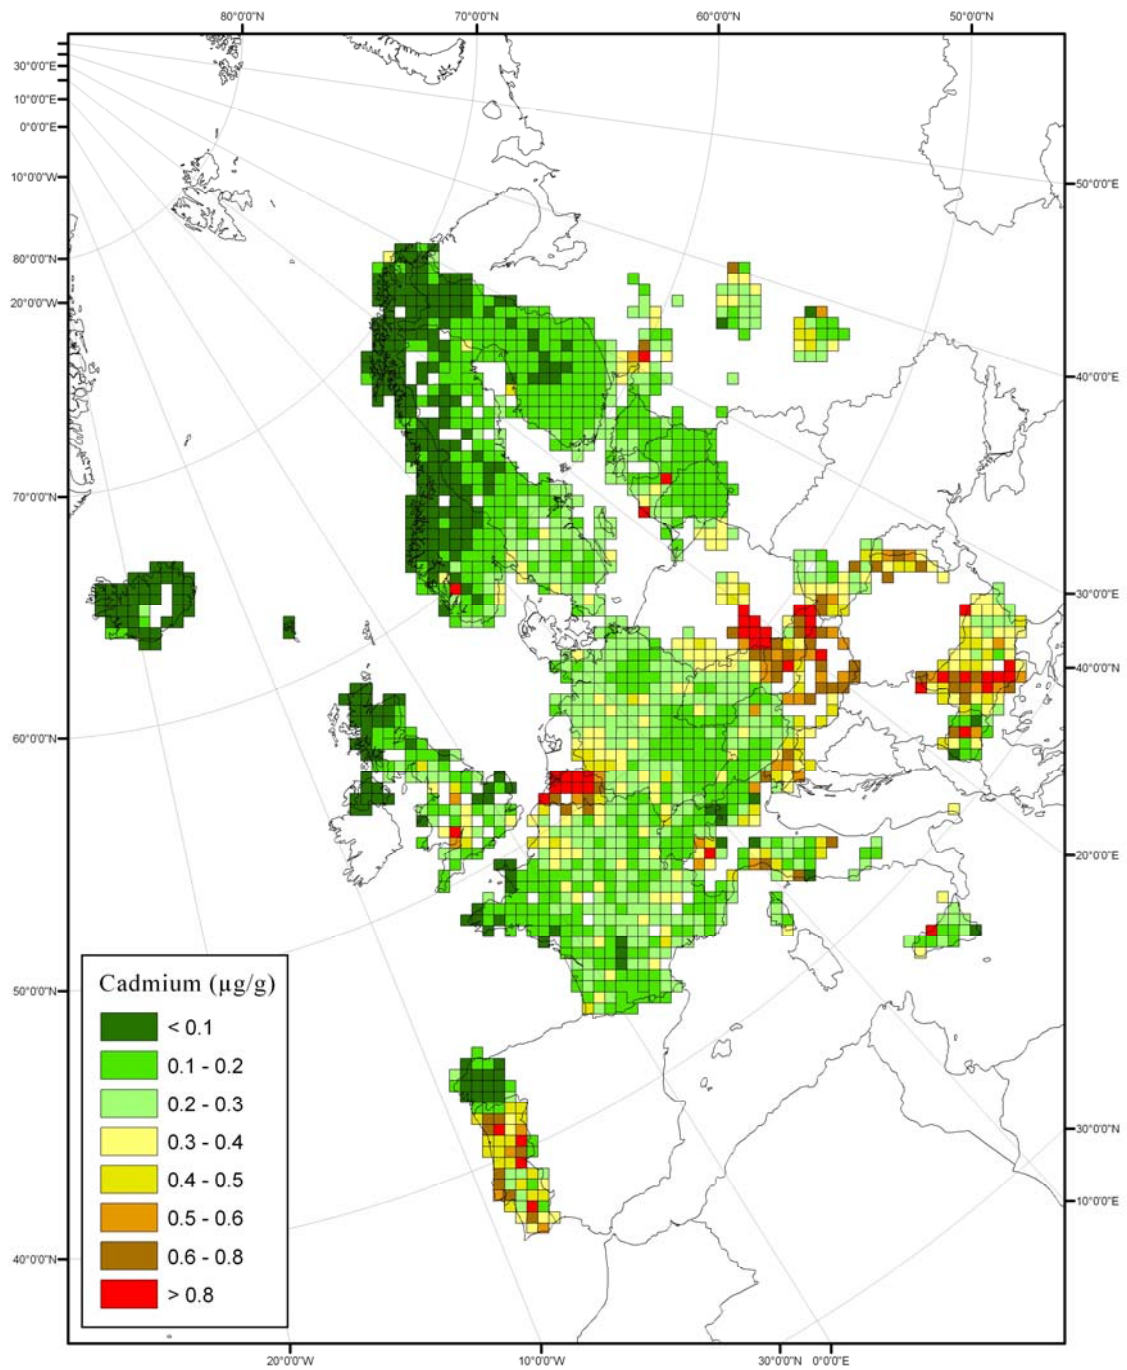 80°0'0"N
70°0'0"N
60°0'0"N
50°0'0"N
30°0'0"E
10°0'0"E
0°0'0"E
10°0'0"W
80°0'0"N
20°0'0"W
70°0'0"N
60°0'0"N
50°0'0"N
40°0'0"N
50°0'0"E
40°0'0"E
30°0'0"E
40°0'0"N
20°0'0"E
30°0'0"N
10°0'0"E
Cadmium (µg/g)
< 0.1
0.1 - 0.2
0.2 - 0.3
0.3 - 0.4
0.4 - 0.5
0.5 - 0.6
0.6 - 0.8
> 0.8
20°0'0"W
10°0'0"W
30°0'0"N
0°0'0"E